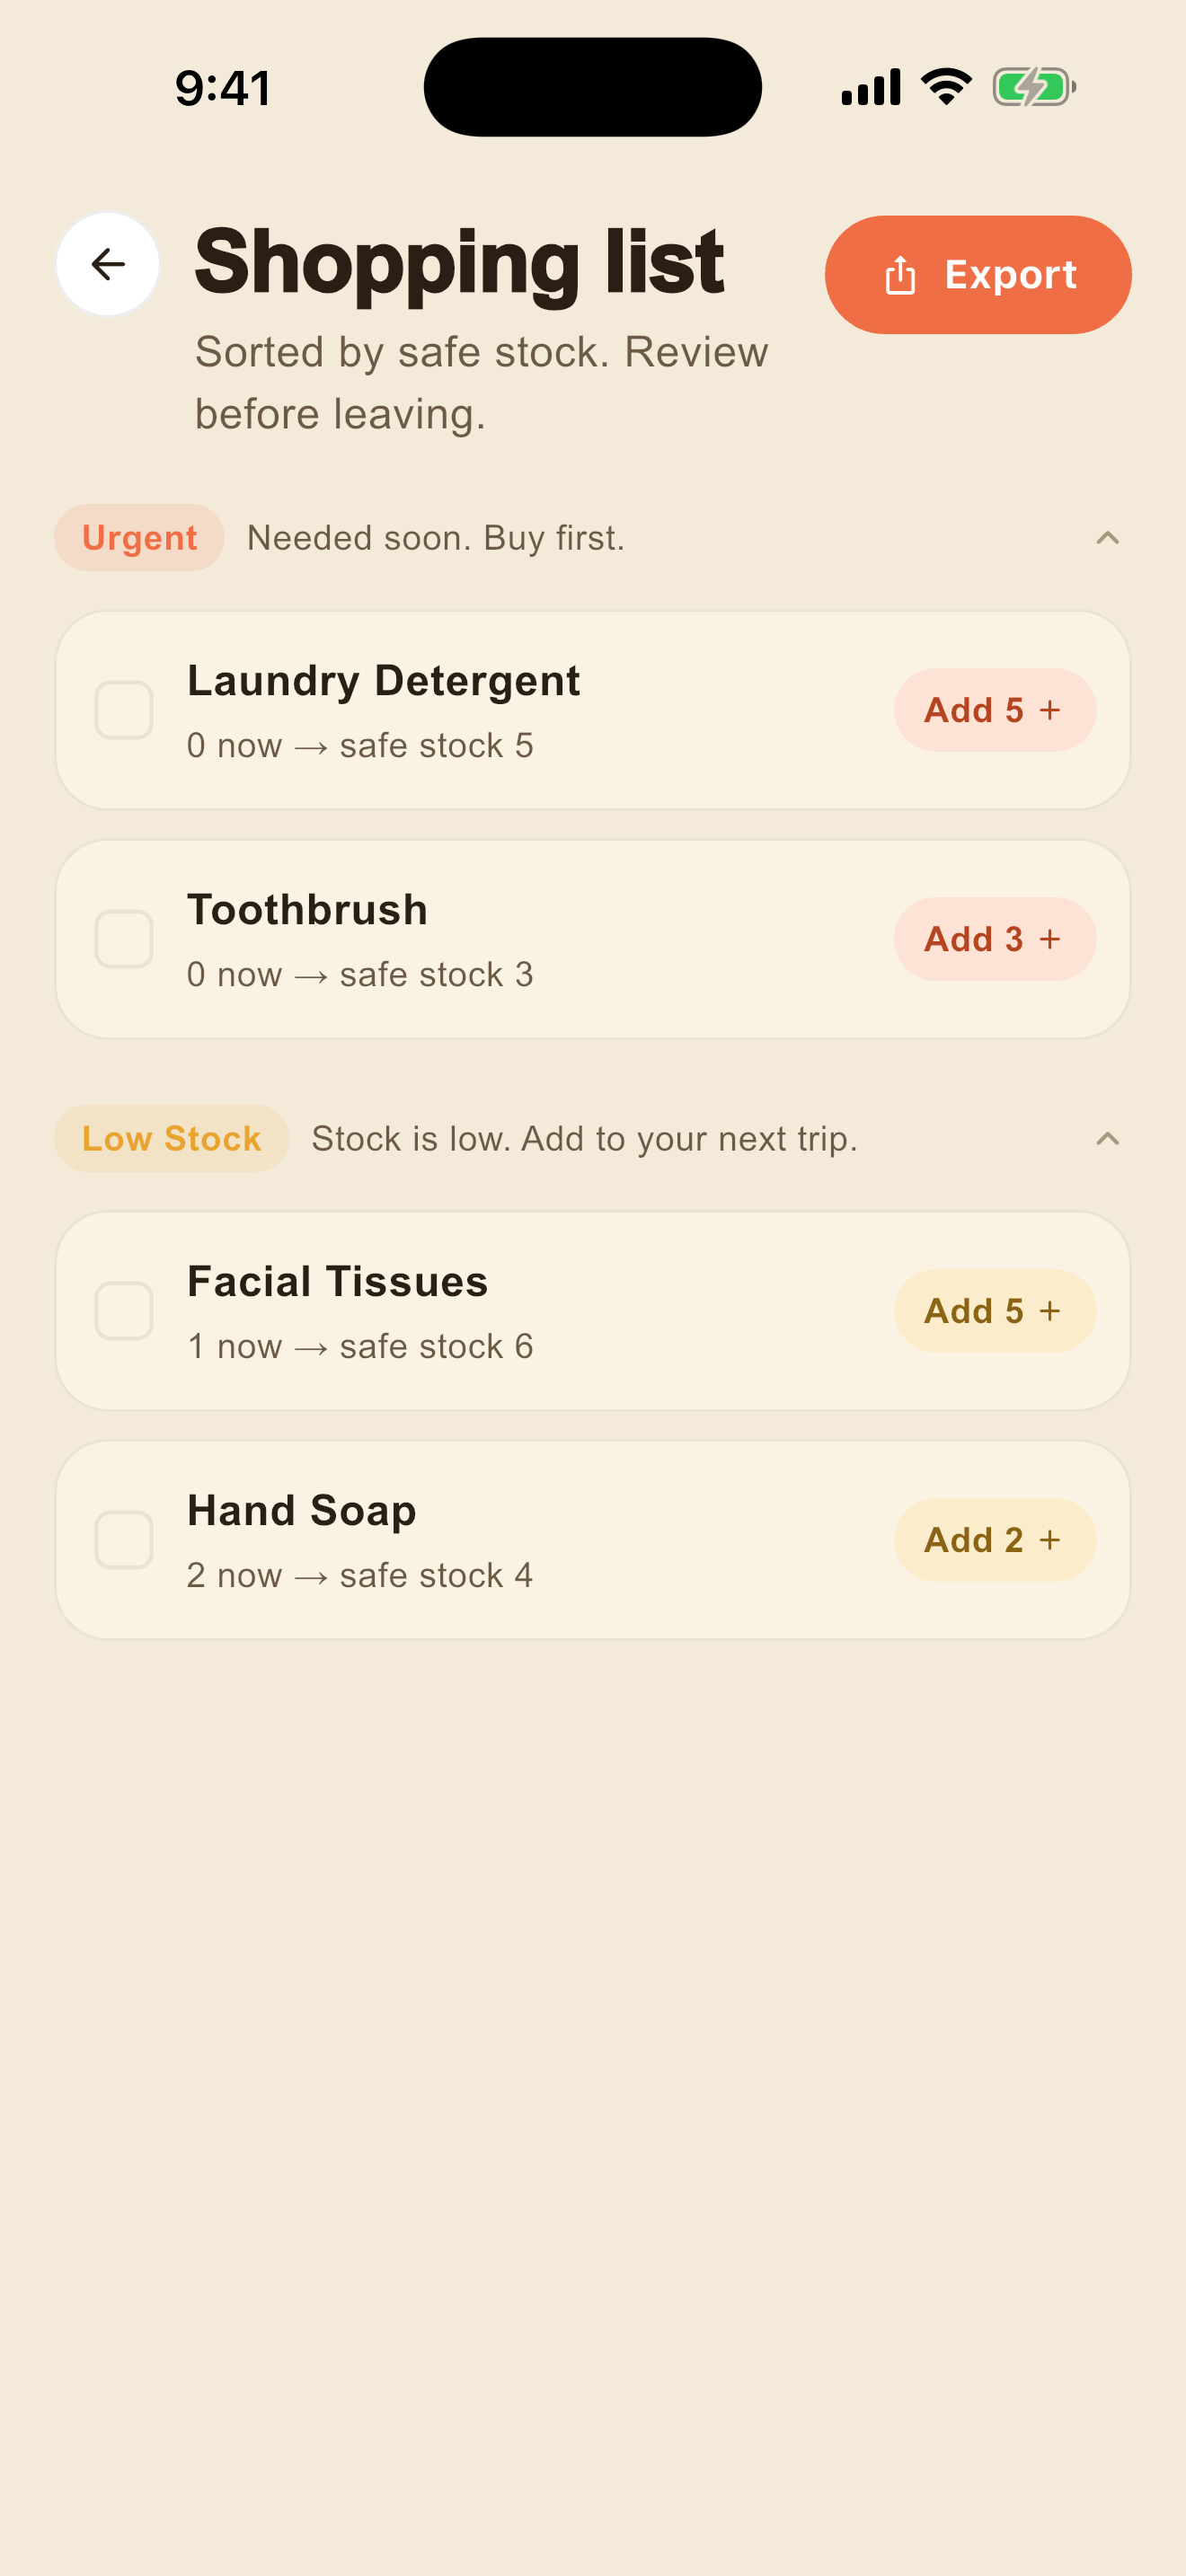 9:41
Shopping list
Export
Sorted by safe stock. Review
before leaving.
Urgent Needed soon. Buy first.
Laundry Detergent
0 now → safe stock 5
Add 5 +
Toothbrush
0 now → safe stock 3
Add 3 +
Low Stock Stock is low. Add to your next trip.
Facial Tissues
1 now → safe stock 6
Add 5 +
Hand Soap
2 now → safe stock 4
Add 2 +